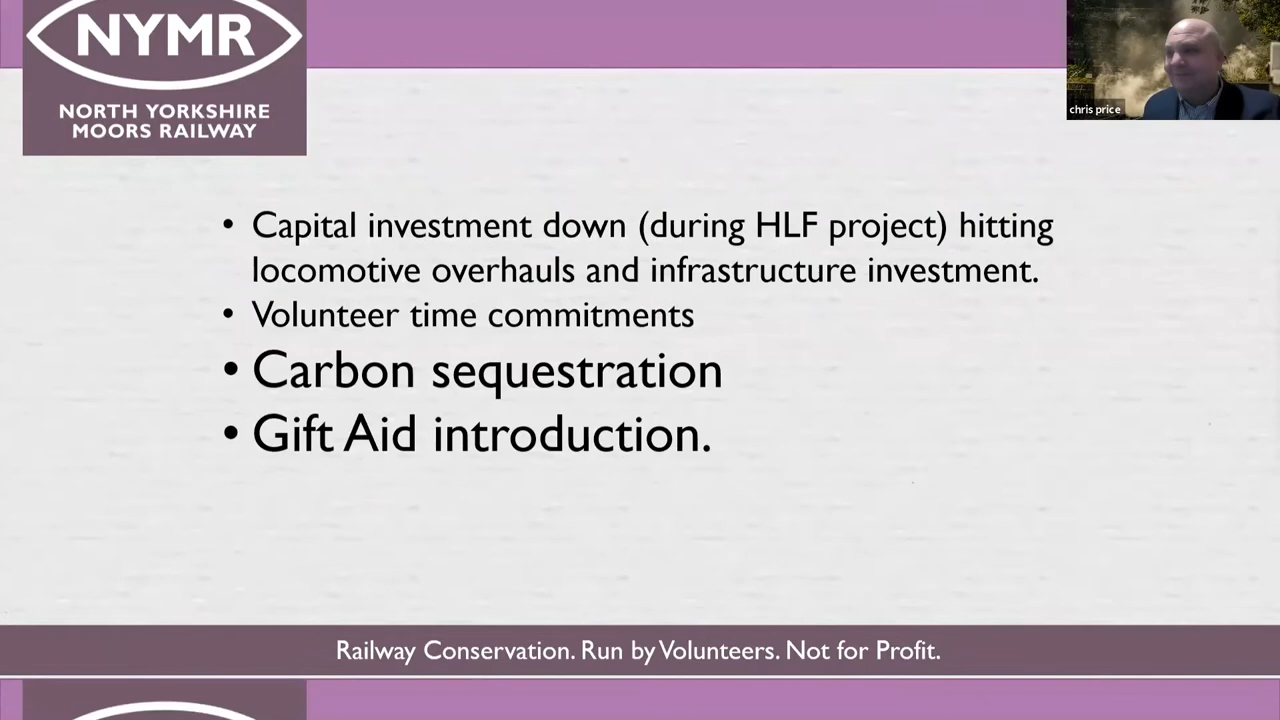 NYMR
NORTH YORKSHIRE
MOORS RAILWAY
chris price
• Capital investment down (during HLF project) hitting
locomotive overhauls and infrastructure investment.
• Volunteer time commitments
• Carbon sequestration
• Gift Aid introduction.
Railway Conservation. Run by Volunteers. Not for Profit.